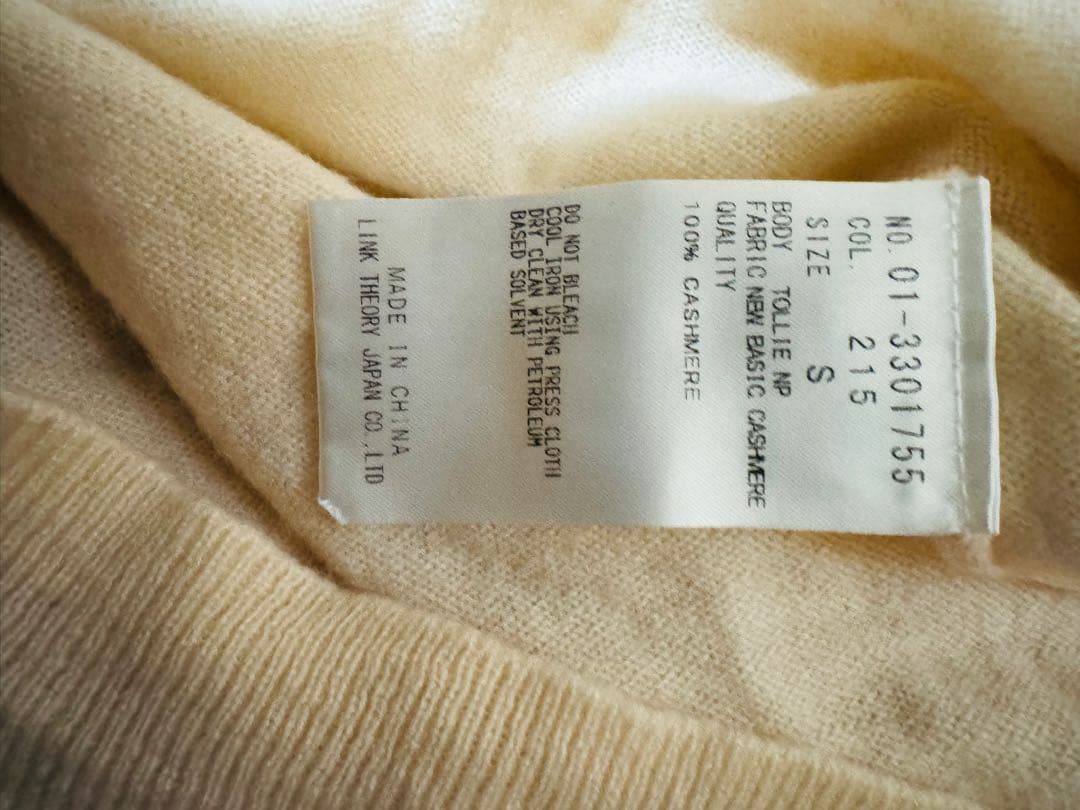 NO. 01-3301755
COL. 215
SIZE S
BODY TOLLIE NP
FABRIC NEW BASIC CASHMERE
QUALITY
100% CASHMERE
DO NOT BLEACH
COOL IRON USING PRESS CLOTH
DRY CLEAN WITH PETROLEUM
BASED SOLVENT
MADE IN CHINA
LINK THEORY JAPAN CO.,LTD